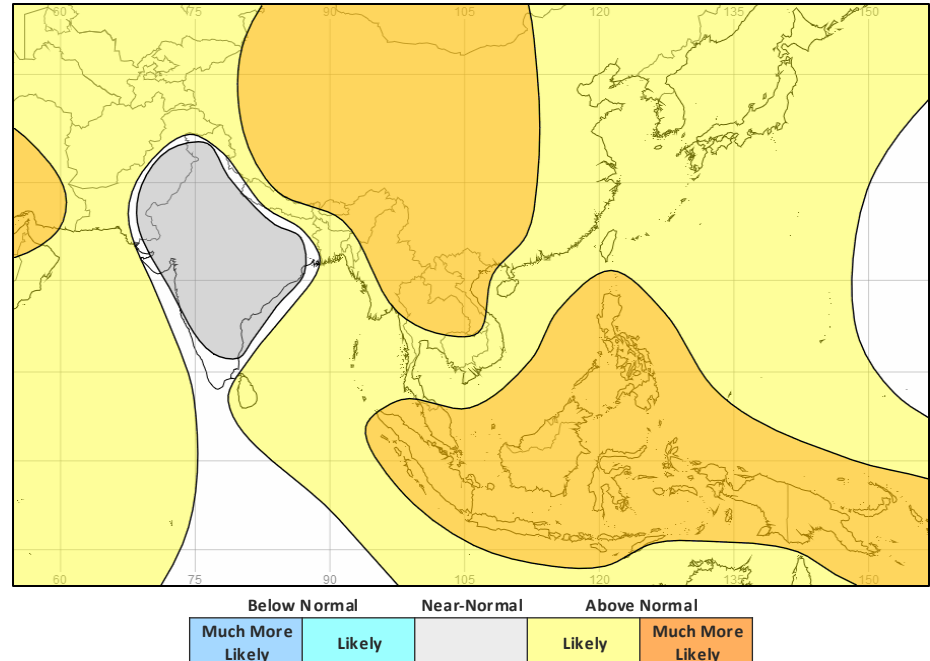 60 75 90 105 120 135 150
60 75 90 105 120 135 150
Below Normal Near-Normal Above Normal
Much More Likely Much More
Likely Likely Likely